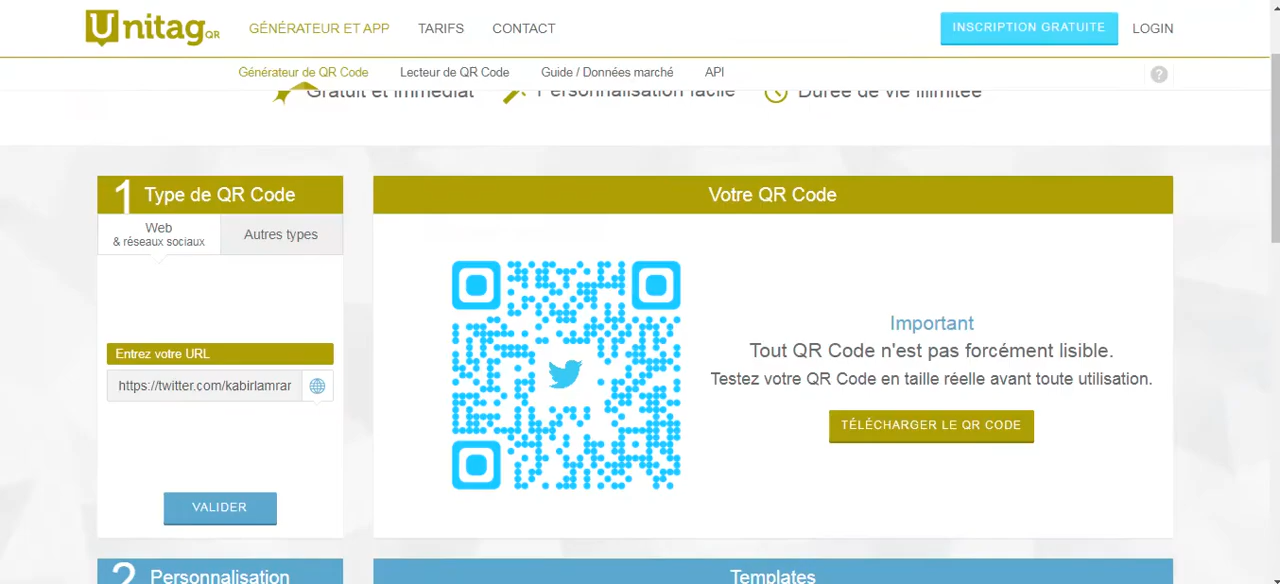 Unitag QR
GÉNÉRATEUR ET APP
TARIFS
CONTACT
INSCRIPTION GRATUITE
LOGIN
Générateur de QR Code
Lecteur de QR Code
Guide / Données marché
API
?
Gratuit et immédiat
Personnalisation facile
Durée de vie illimitée
1 Type de QR Code
Web
& réseaux sociaux
Autres types
Entrez votre URL
https://twitter.com/kabirlamrar
VALIDER
Votre QR Code
Important
Tout QR Code n'est pas forcément lisible.
Testez votre QR Code en taille réelle avant toute utilisation.
TÉLÉCHARGER LE QR CODE
2 Personnalisation
Templates